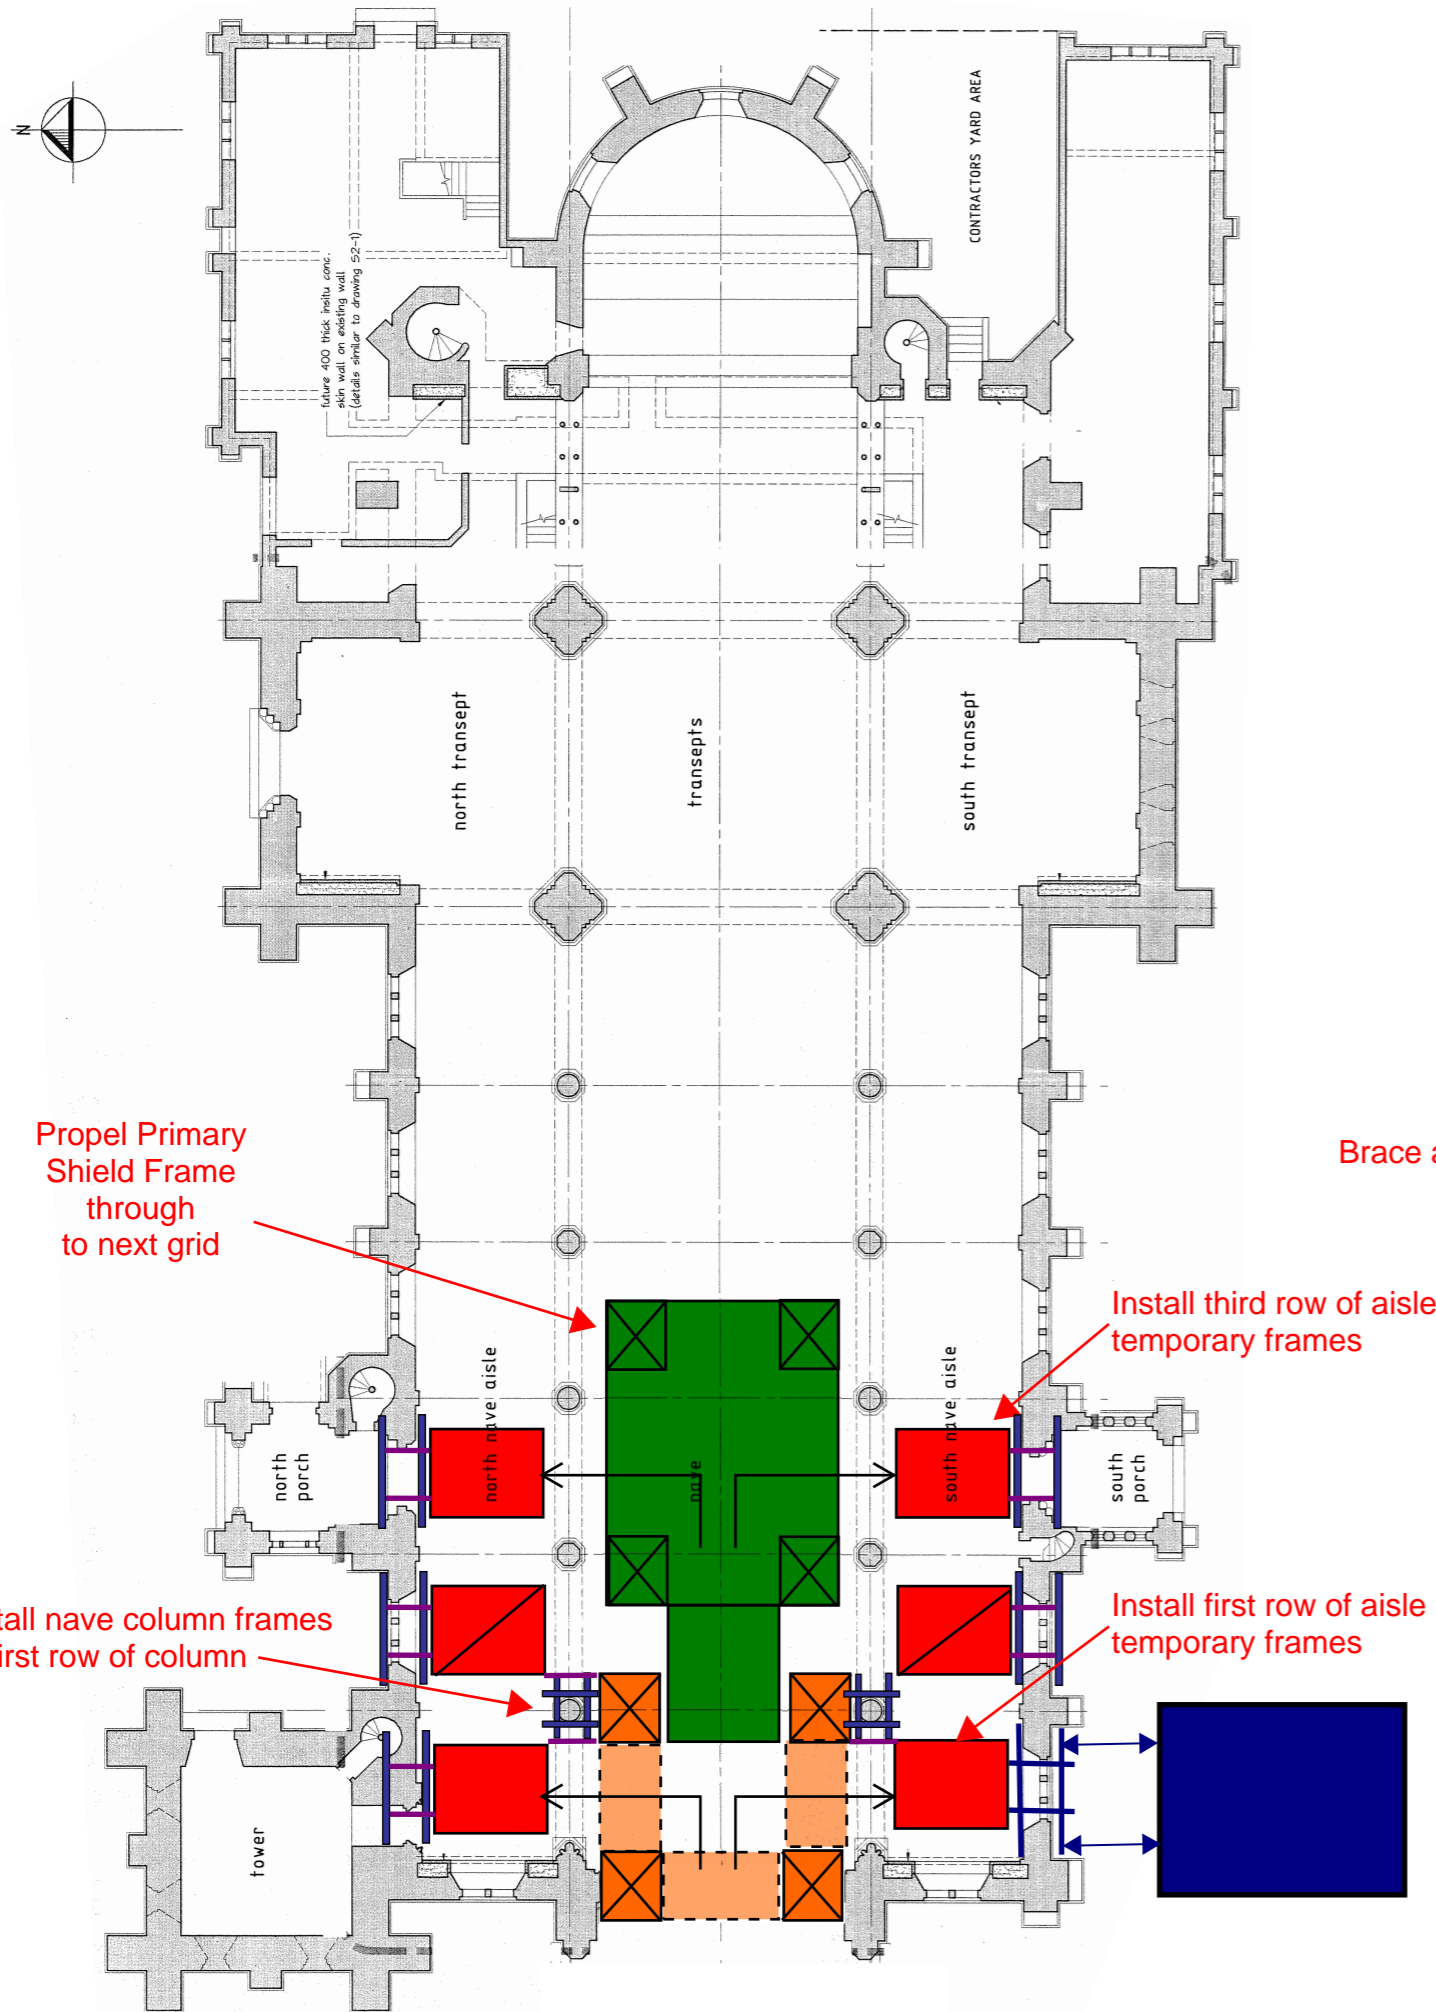 N
CONTRACTORS YARD AREA
future 400 thick insitu conc.
skin wall on existing wall
(details similar to drawing S2-1)
north transept
transepts
south transept
Propel Primary
Shield Frame
through
to next grid
Brace a
Install third row of aisle
temporary frames
north nave aisle
nave
south nave aisle
north
porch
south
porch
tall nave column frames
irst row of column
Install first row of aisle
temporary frames
tower